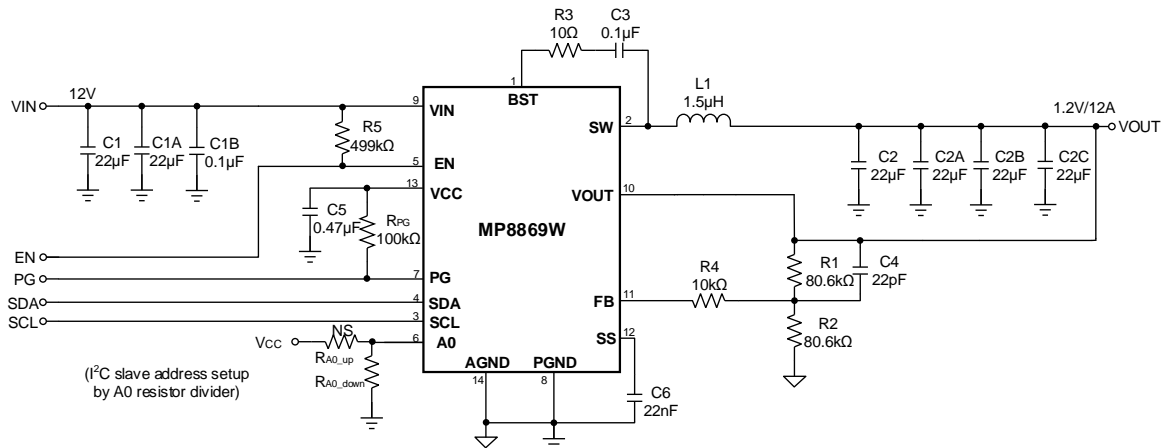 R3
10Ω
C3
0.1µF
1
BST
VIN
12V
9
VIN
C1
22µF
C1A
22µF
C1B
0.1µF
R5
499kΩ
5
EN
13
VCC
C5
0.47µF
RPG
100kΩ
MP8869W
SW
2
L1
1.5µH
1.2V/12A
VOUT
C2
22µF
C2A
22µF
C2B
22µF
C2C
22µF
VOUT
10
EN
PG
7
PG
SDA
4
SDA
SCL
3
SCL
R4
10kΩ
FB
11
R1
80.6kΩ
C4
22pF
R2
80.6kΩ
SS
12
VCC
NS
6
A0
RA0_up
RA0_down
(I²C slave address setup
by A0 resistor divider)
AGND
14
PGND
8
C6
22nF